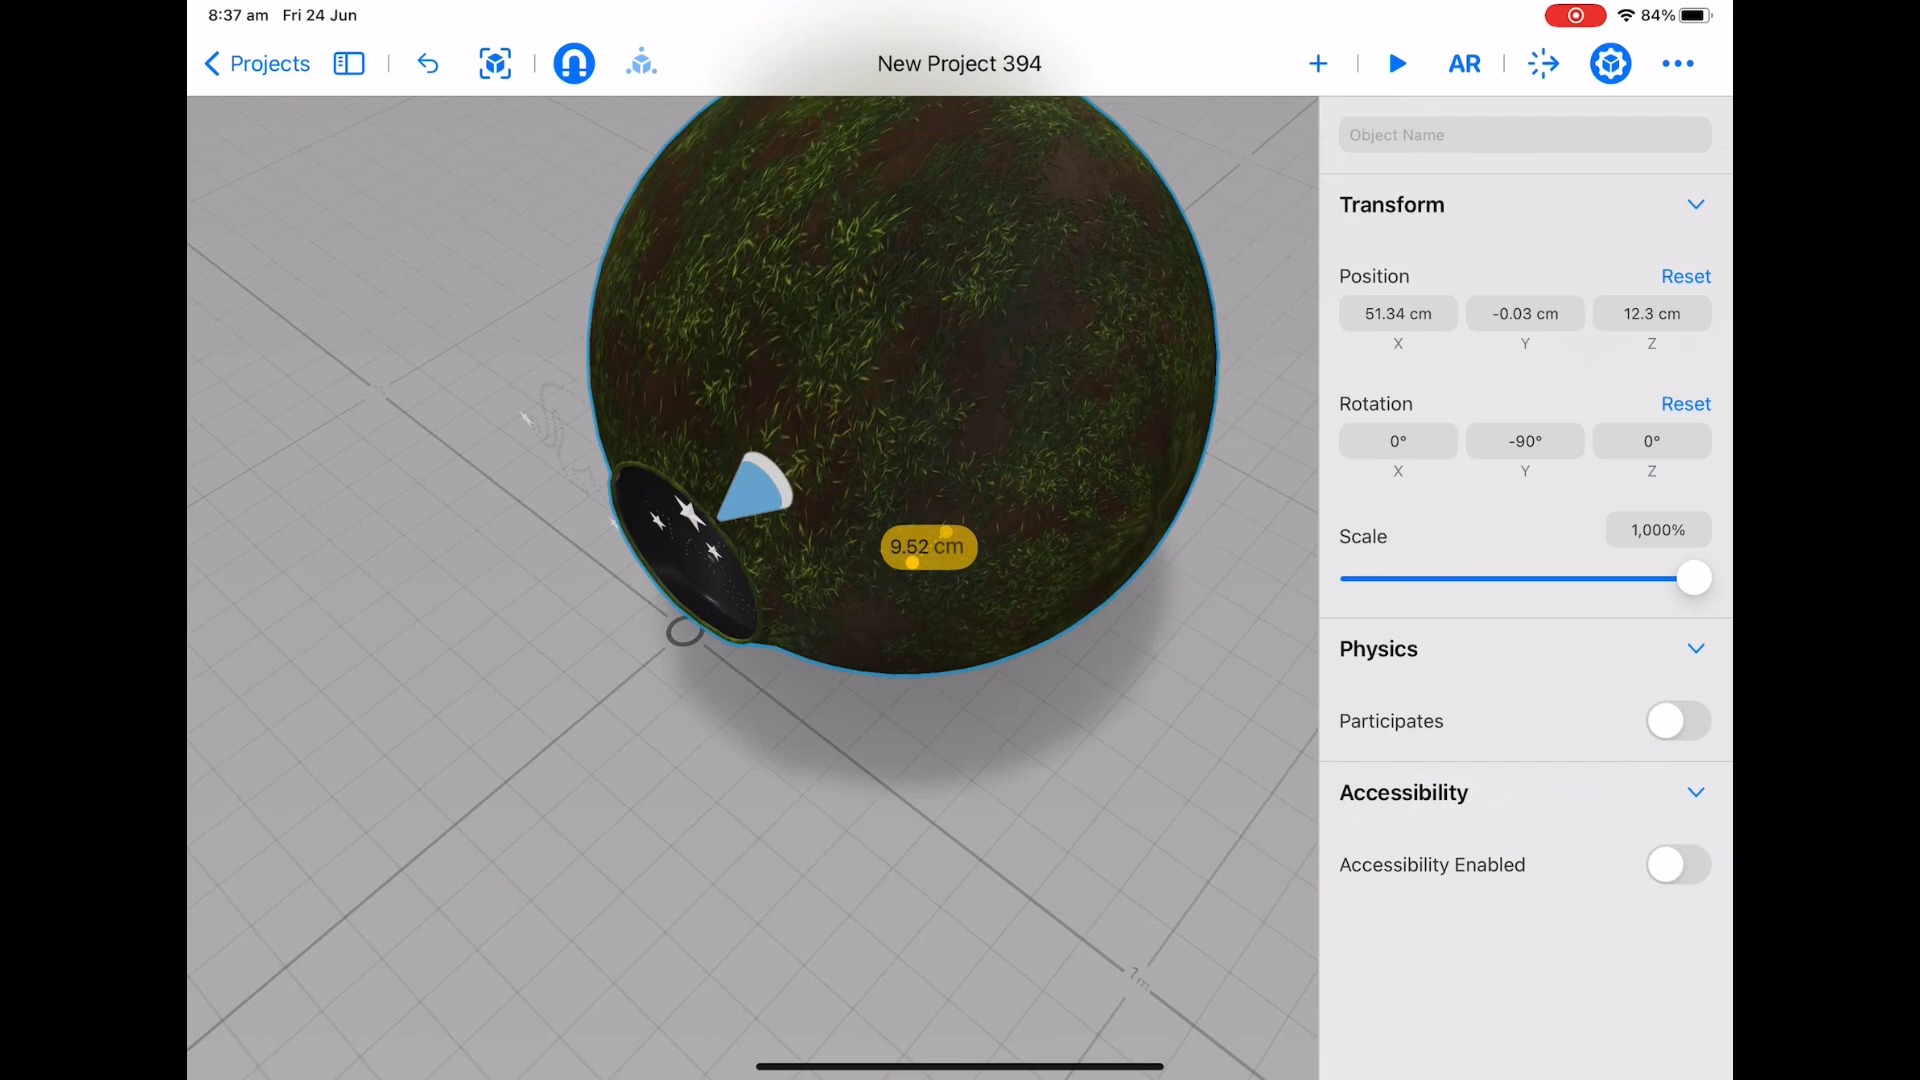 8:37 am Fri 24 Jun
84%
Projects
New Project 394
AR
Object Name
Transform
Position
Reset
51.34 cm
-0.03 cm
12.3 cm
X
Y
Z
Rotation
Reset
0°
-90°
0°
X
Y
Z
Scale
1,000%
Physics
Participates
Accessibility
Accessibility Enabled
9.52 cm
1m